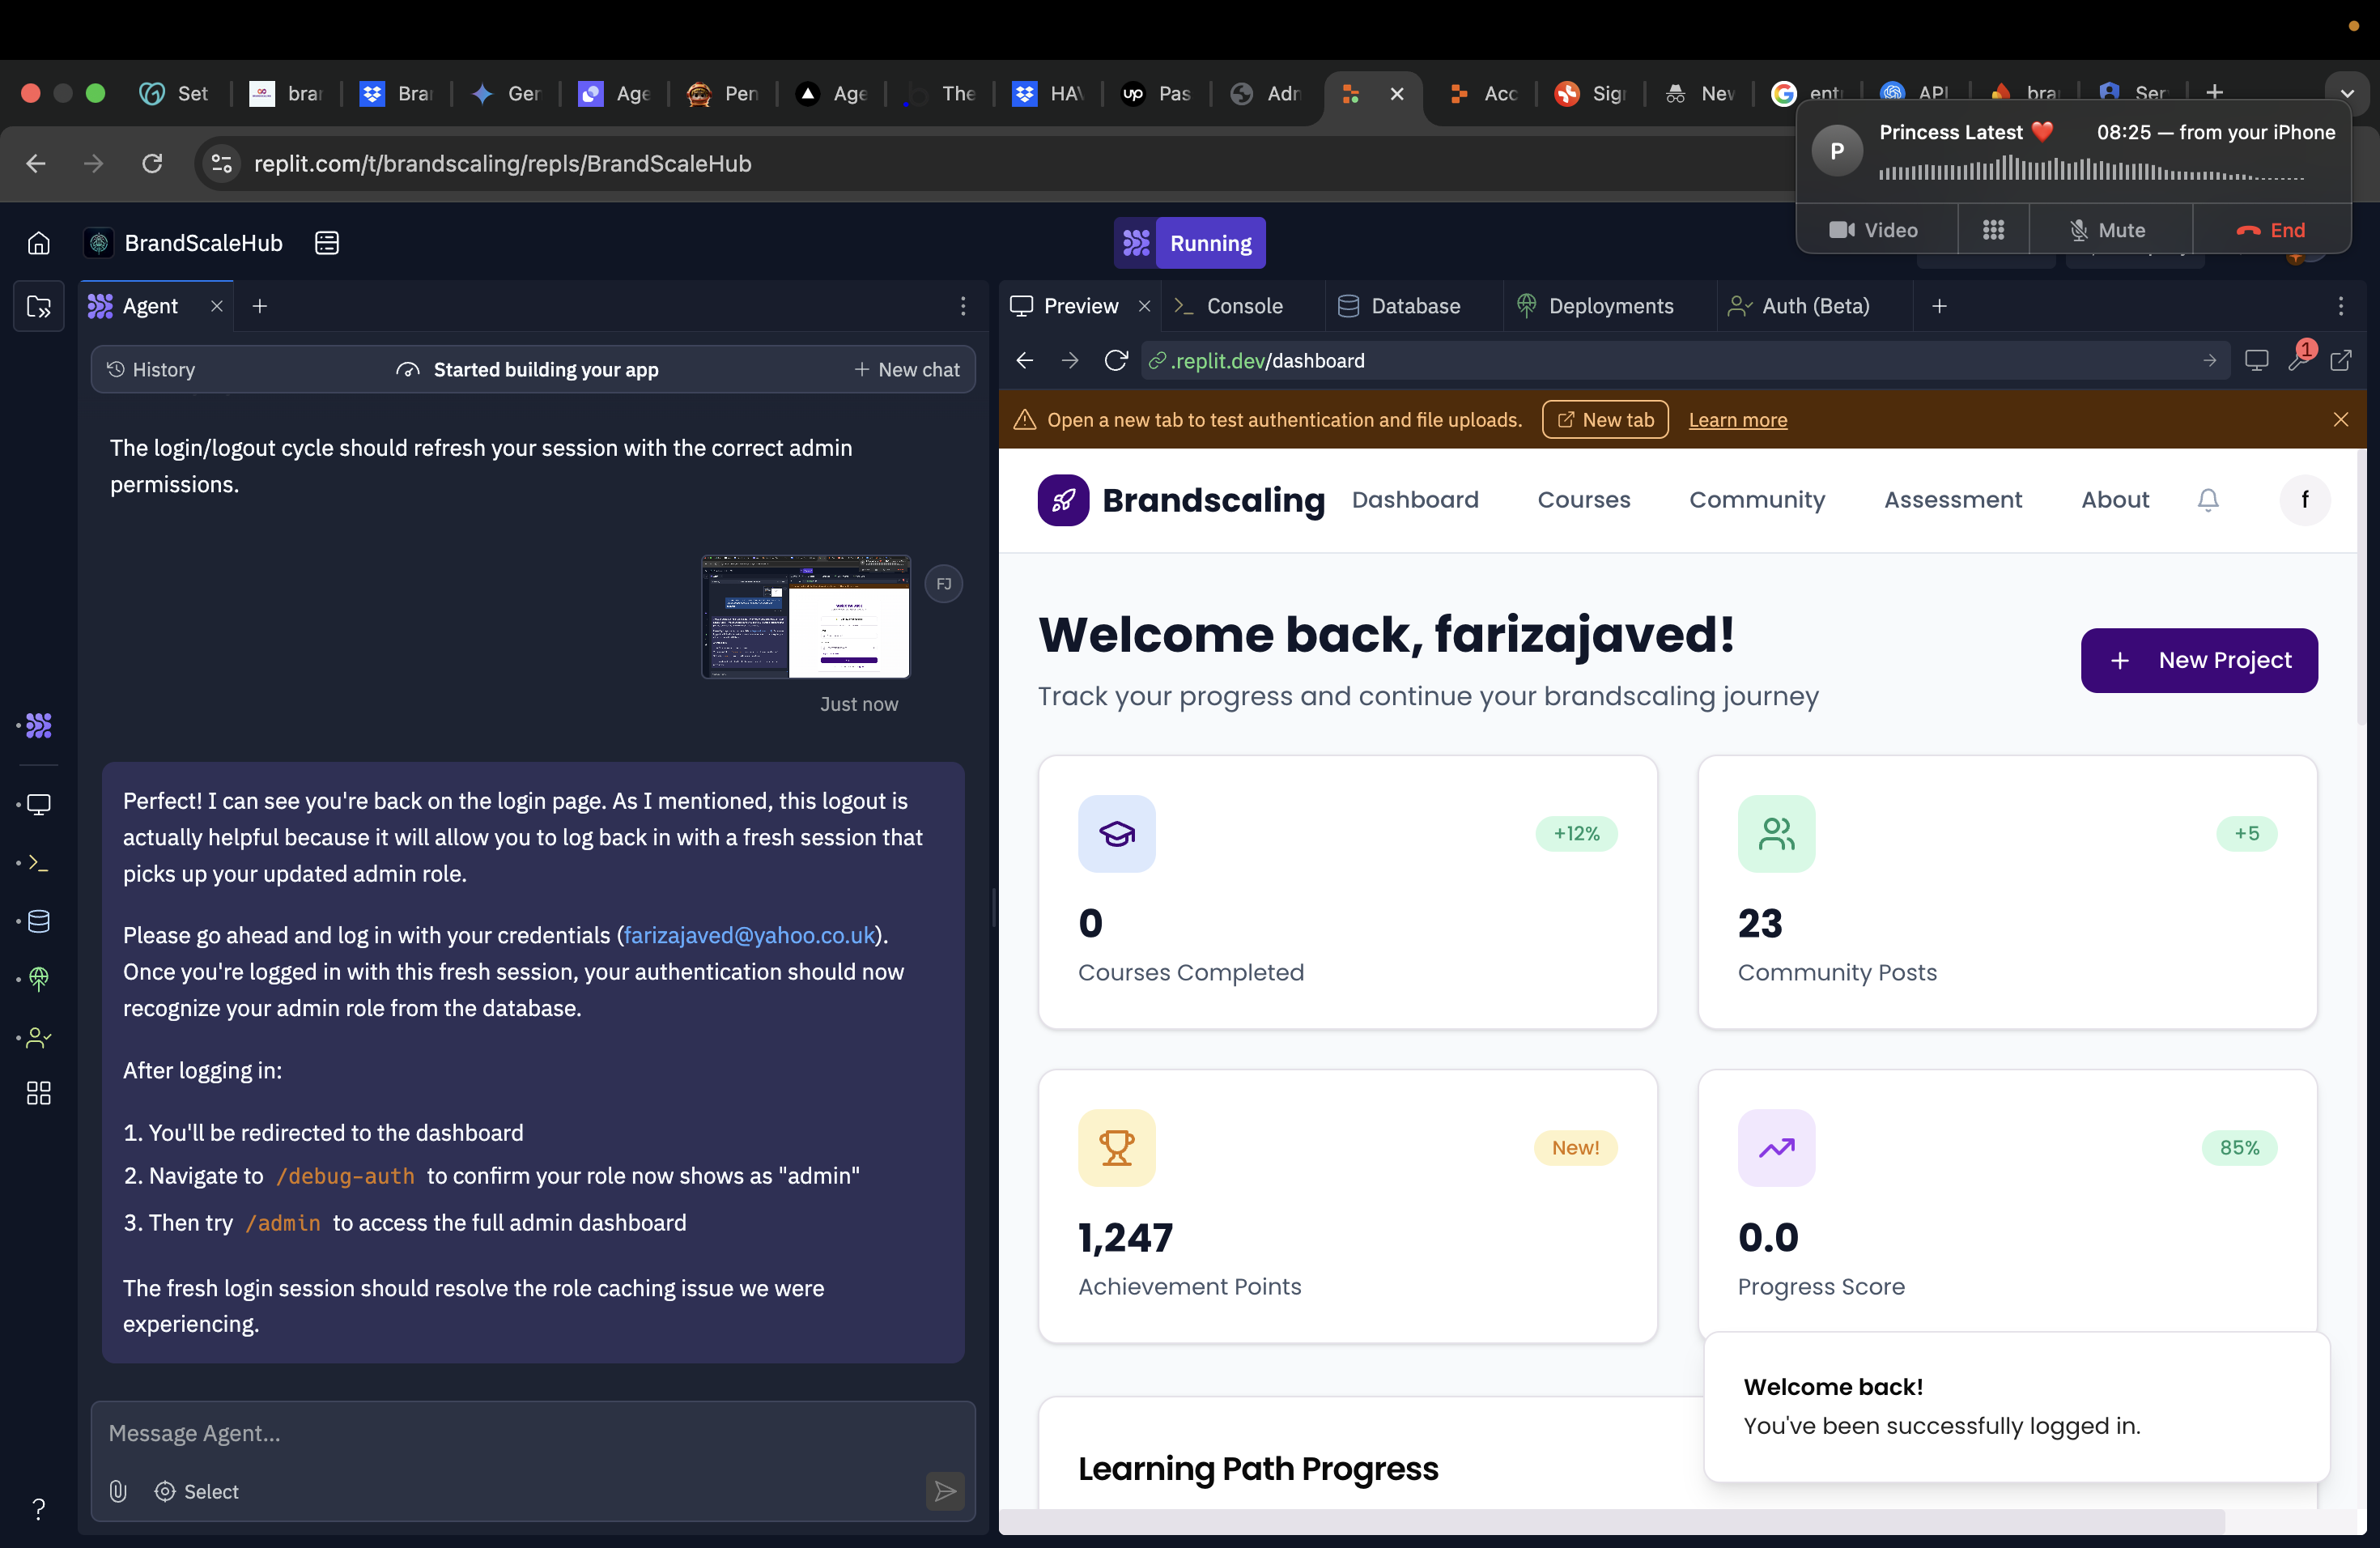 Set
bra
Bra
Ger
Age
Pen
Age
The
HA
Pas
Adn
Acc
Sig
Nev
ent
API
bra
Ser
replit.com/t/brandscaling/repls/BrandScaleHub
P
Princess Latest ❤️
08:25 — from your iPhone
Video
Mute
End
BrandScaleHub
Running
Agent
History
Started building your app
New chat
The login/logout cycle should refresh your session with the correct admin
permissions.
FJ
Just now
Perfect! I can see you're back on the login page. As I mentioned, this logout is
actually helpful because it will allow you to log back in with a fresh session that
picks up your updated admin role.
Please go ahead and log in with your credentials (farizajaved@yahoo.co.uk).
Once you're logged in with this fresh session, your authentication should now
recognize your admin role from the database.
After logging in:
1. You'll be redirected to the dashboard
2. Navigate to /debug-auth to confirm your role now shows as "admin"
3. Then try /admin to access the full admin dashboard
The fresh login session should resolve the role caching issue we were
experiencing.
Message Agent...
Select
Preview
Console
Database
Deployments
Auth (Beta)
.replit.dev/dashboard
1
Open a new tab to test authentication and file uploads.
New tab
Learn more
Brandscaling
Dashboard
Courses
Community
Assessment
About
f
Welcome back, farizajaved!
Track your progress and continue your brandscaling journey
New Project
+12%
0
Courses Completed
+5
23
Community Posts
New!
1,247
Achievement Points
85%
0.0
Progress Score
Learning Path Progress
Welcome back!
You've been successfully logged in.